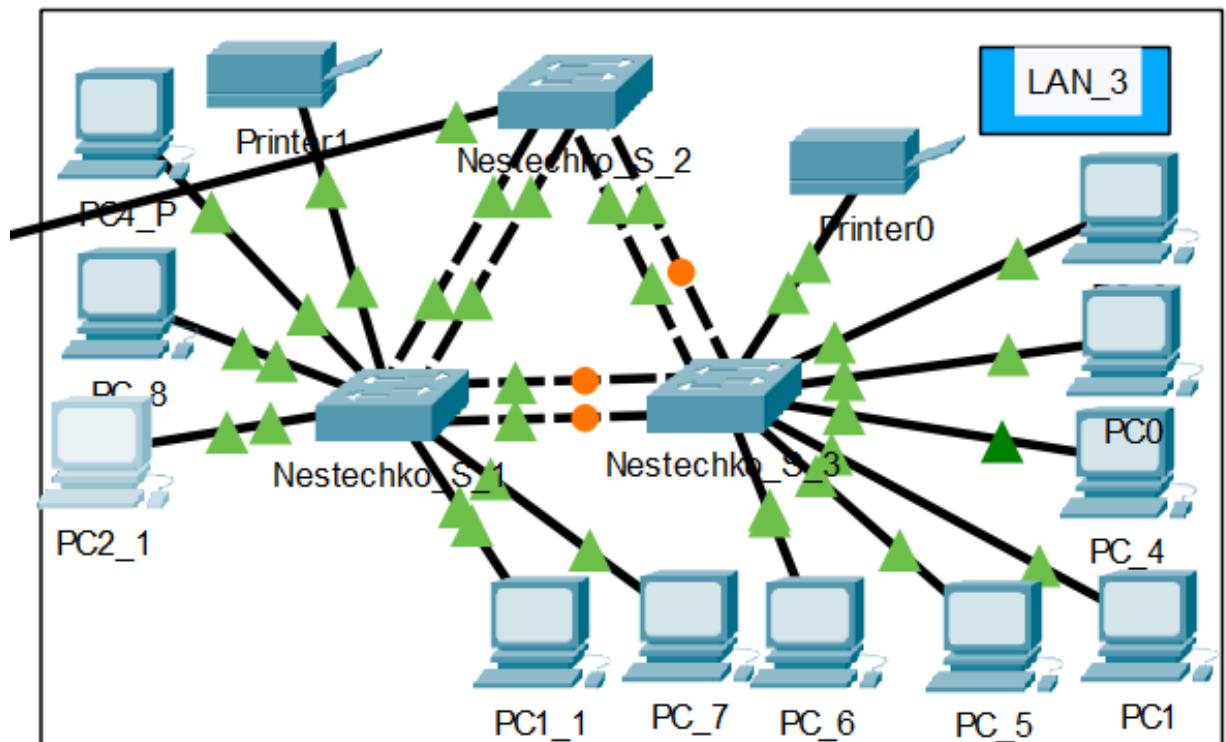 LAN_3
Printer1
Nestechko_S_2
PC4_P
Printer0
PC_8
PC0
Nestechko_S_1
Nestechko_S_3
PC2_1
PC_4
PC1_1
PC_7
PC_6
PC_5
PC1